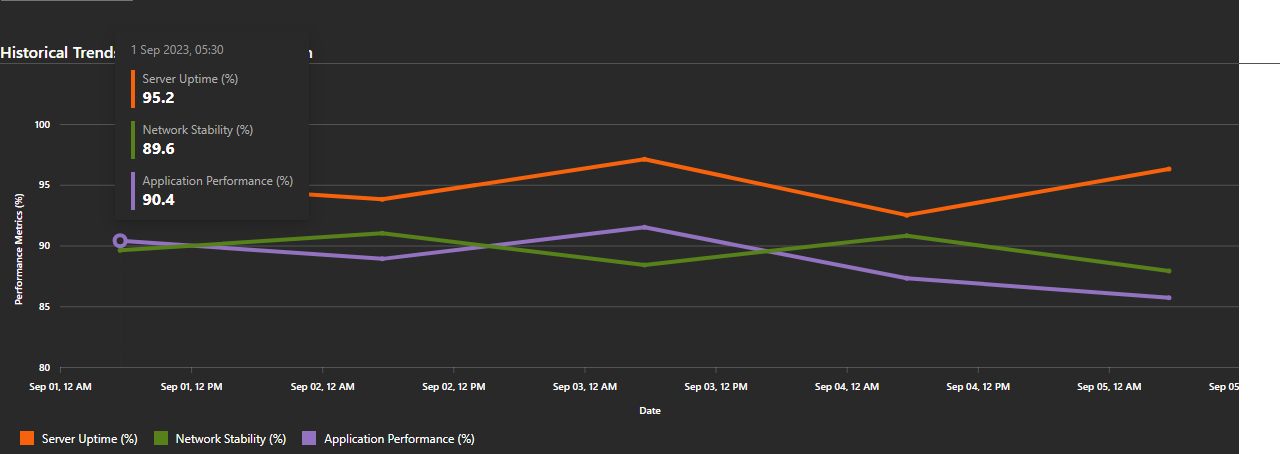 Historical Trends
1 Sep 2023, 05:30
Server Uptime (%)
95.2
Network Stability (%)
89.6
Application Performance (%)
90.4
100
95
90
85
80
Performance Metrics (%)
Sep 01, 12 AM
Sep 01, 12 PM
Sep 02, 12 AM
Sep 02, 12 PM
Sep 03, 12 AM
Sep 03, 12 PM
Sep 04, 12 AM
Sep 04, 12 PM
Sep 05, 12 AM
Sep 05
Date
Server Uptime (%)
Network Stability (%)
Application Performance (%)